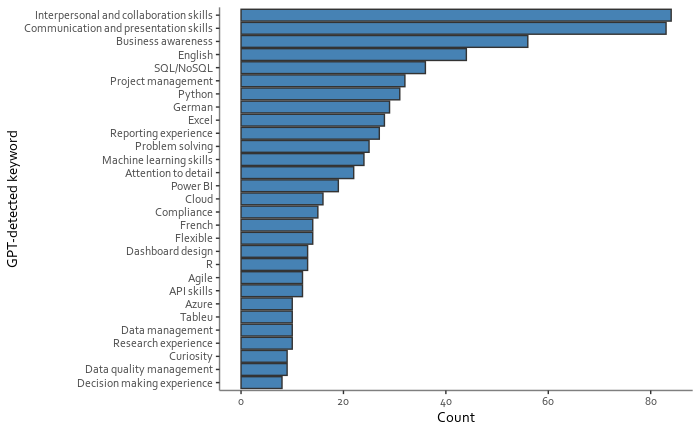 Interpersonal and collaboration skills
Communication and presentation skills
Business awareness
English
SQL/NoSQL
Project management
Python
German
Excel
Reporting experience
Problem solving
Machine learning skills
Attention to detail
Power BI
Cloud
Compliance
French
Flexible
Dashboard design
R
Agile
API skills
Azure
Tableu
Data management
Research experience
Curiosity
Data quality management
Decision making experience
GPT-detected keyword
0 20 40 60 80
Count